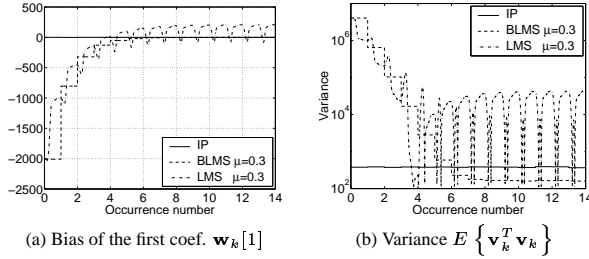 500
0
−500
−1000
−1500
−2000
2500
0 2 4 6 8 10 12 14
Occurrence number
IP
BLMS μ=0.3
LMS μ=0.3
(a) Bias of the first coef. w_k[1]
10^6
10^4
10^2
Variance
0 2 4 6 8 10 12 14
Occurrence number
IP
BLMS μ=0.3
LMS μ=0.3
(b) Variance E {v_k^T v_k}